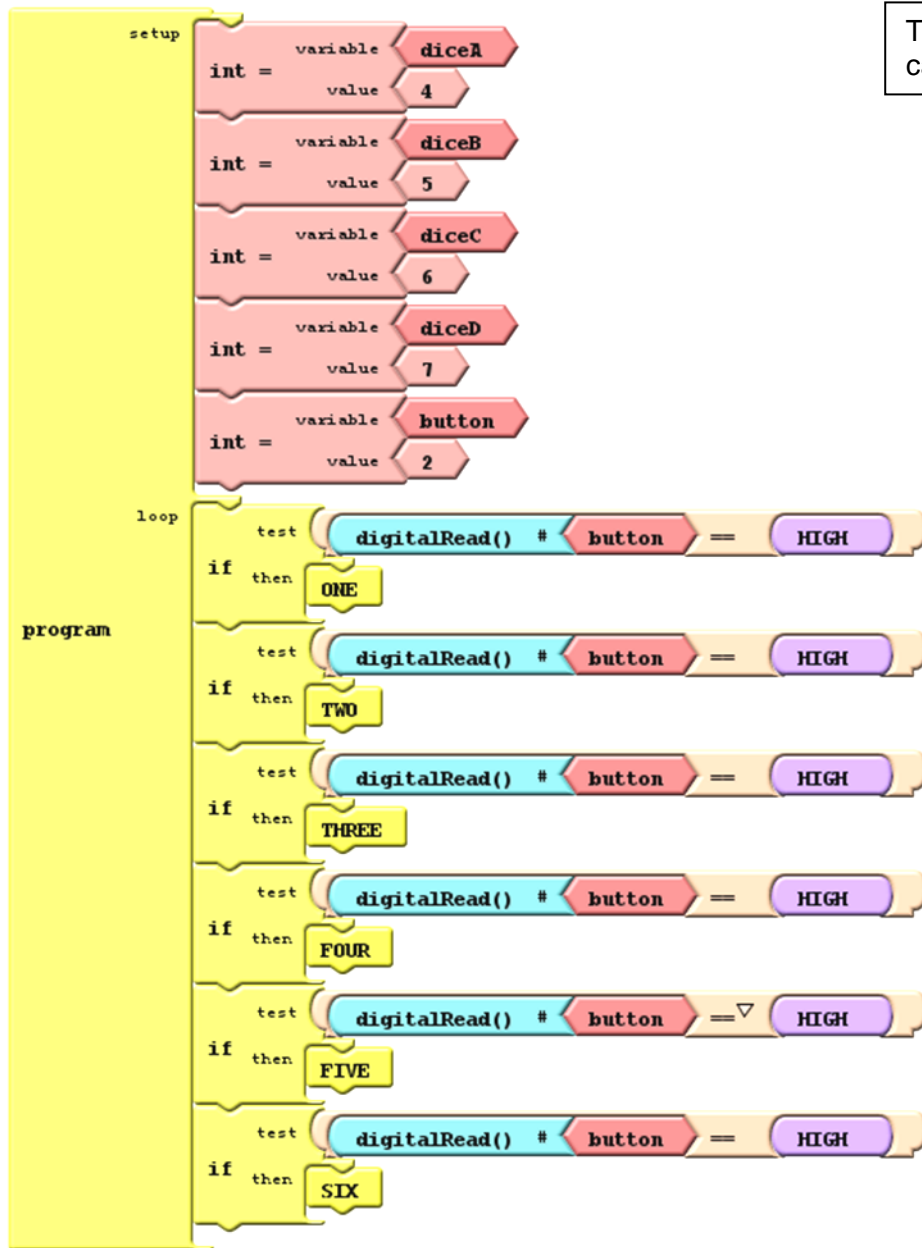 T
c
setup
variable diceA
int =
value 4
variable diceB
int =
value 5
variable diceC
int =
value 6
variable diceD
int =
value 7
variable button
int =
value 2
loop
test digitalRead() # button == HIGH
if
then ONE
program
test digitalRead() # button == HIGH
if
then TWO
test digitalRead() # button == HIGH
if
then THREE
test digitalRead() # button == HIGH
if
then FOUR
test digitalRead() # button == HIGH
if
then FIVE
test digitalRead() # button == HIGH
if
then SIX